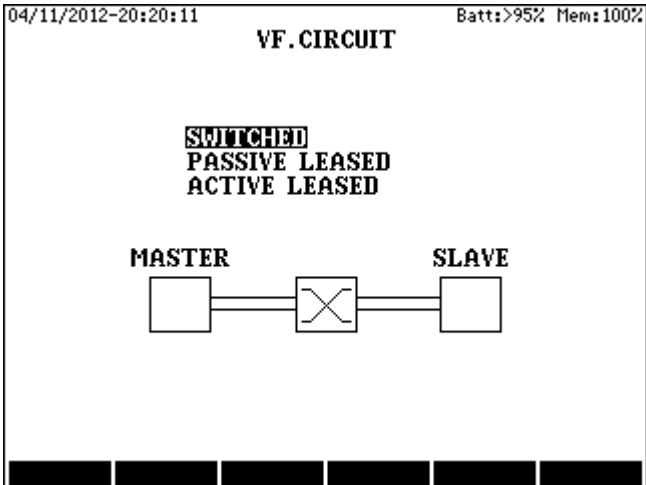 04/11/2012-20:20:11 Batt:>95% Mem:100%
VF.CIRCUIT
SWITCHED
PASSIVE LEASED
ACTIVE LEASED
MASTER SLAVE